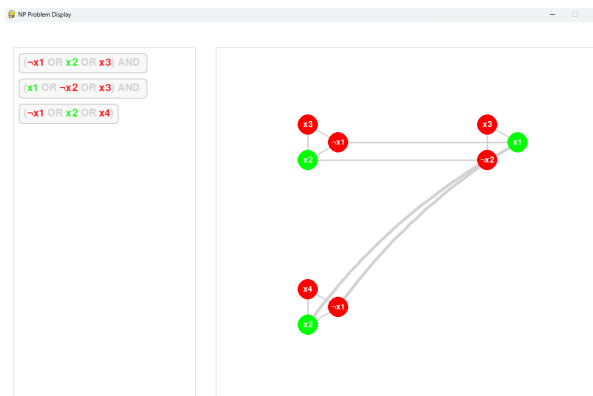 NP Problem Display
(¬x1 OR x2 OR x3) AND
(x1 OR ¬x2 OR x3) AND
(¬x1 OR x2 OR x4)
x3
¬x1
x2
x3
x1
¬x2
x4
¬x1
x2